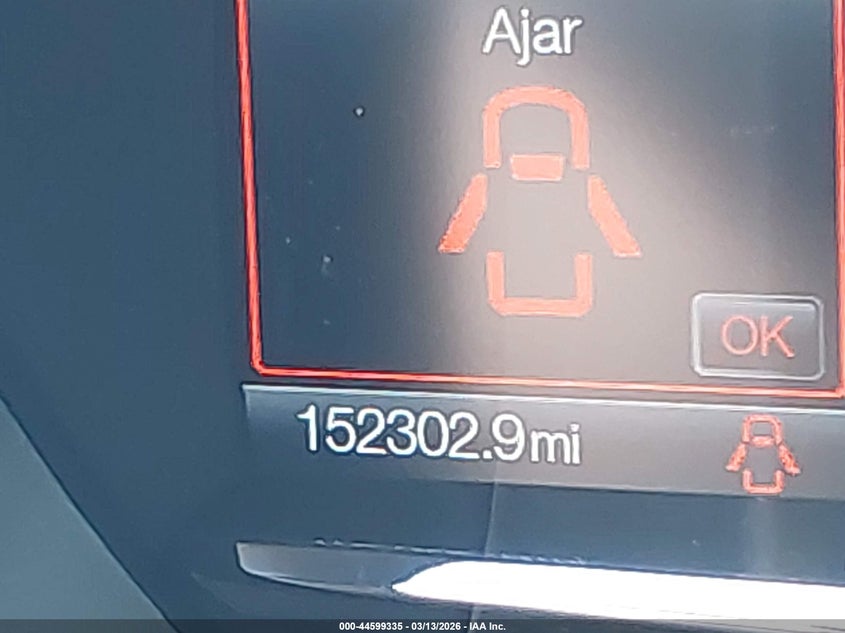 Ajar
OK
152302.9mi
000-44599335 - 03/13/2026 - IAA Inc.